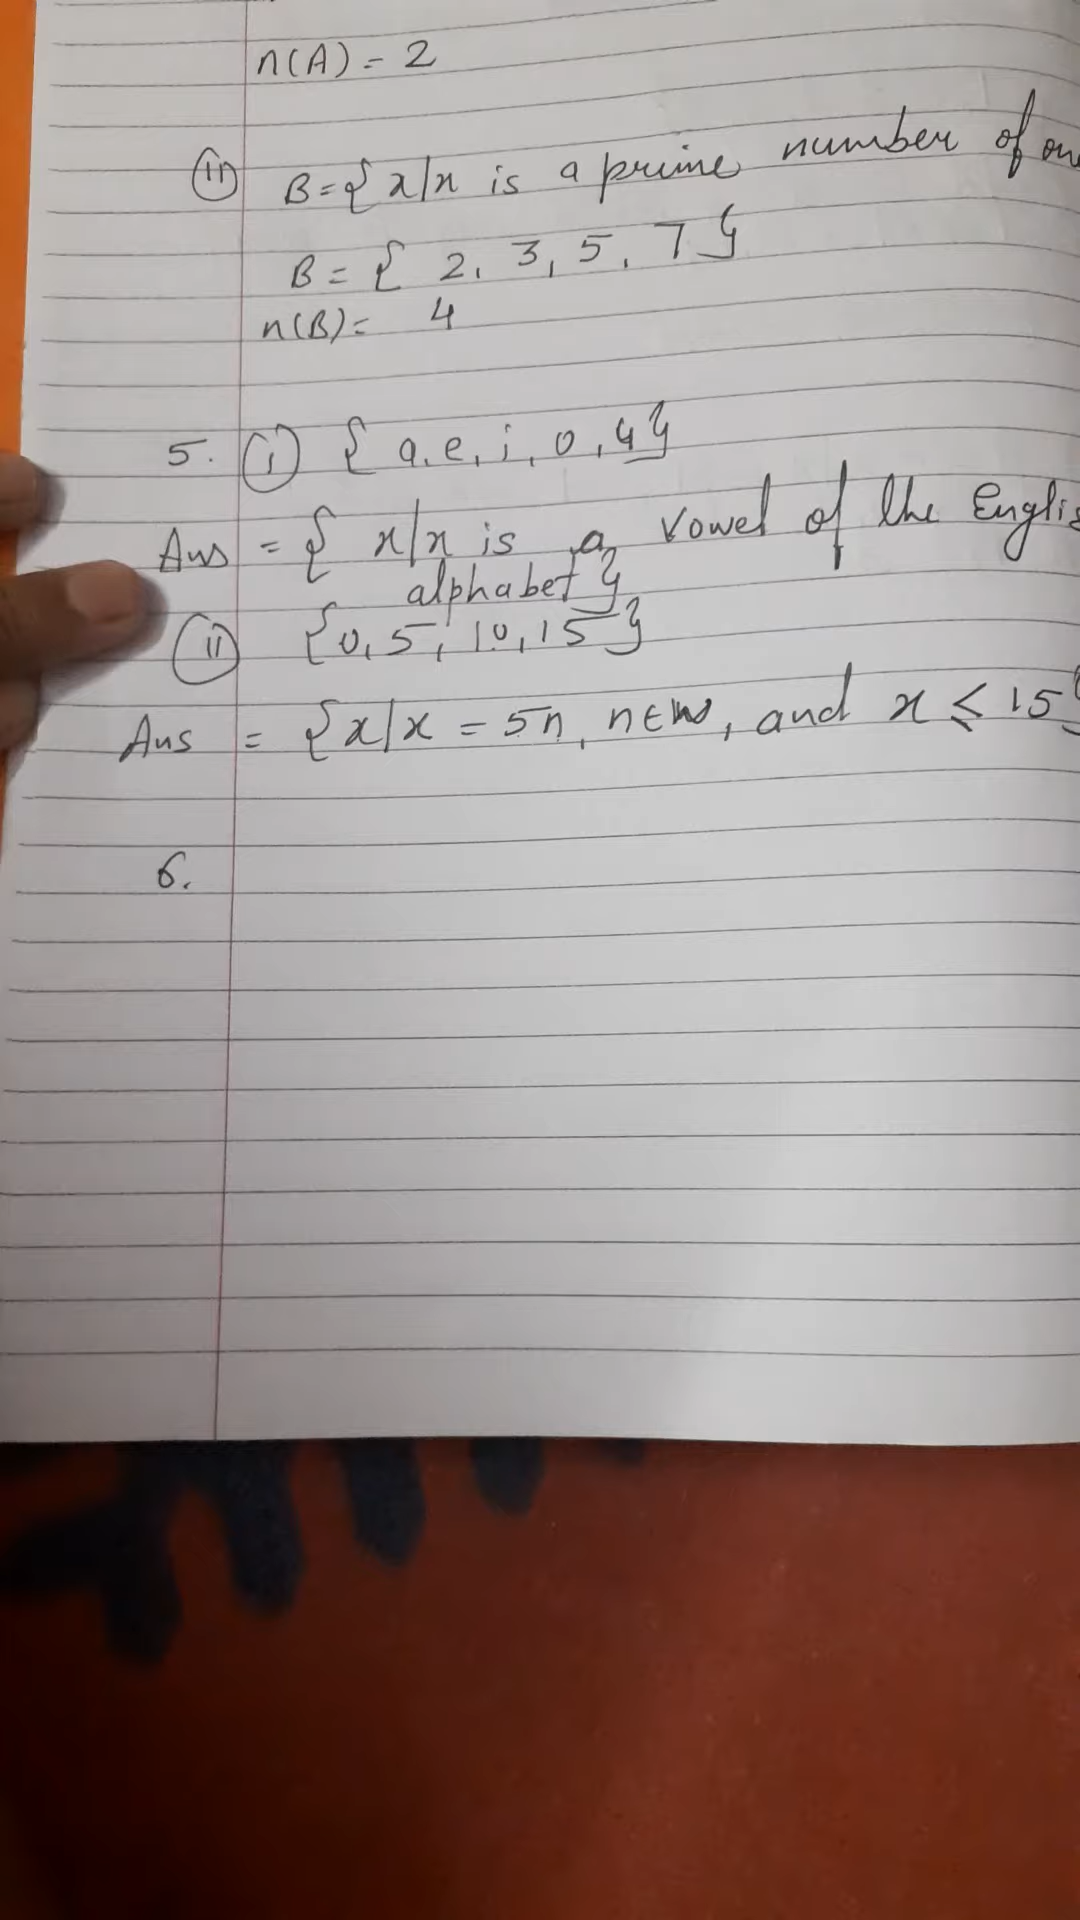 n(A) = 2
(ii) B = { x/x is a prime number of
B = { 2, 3, 5, 7 }
n(B) = 4
5. (i) { a, e, i, o, u }
Ans = { x/x is a vowel of the Englis
alphabet }
(ii) { 0, 5, 10, 15 }
Ans = { x/x = 5n, n∈W, and x ≤ 15 }
6.